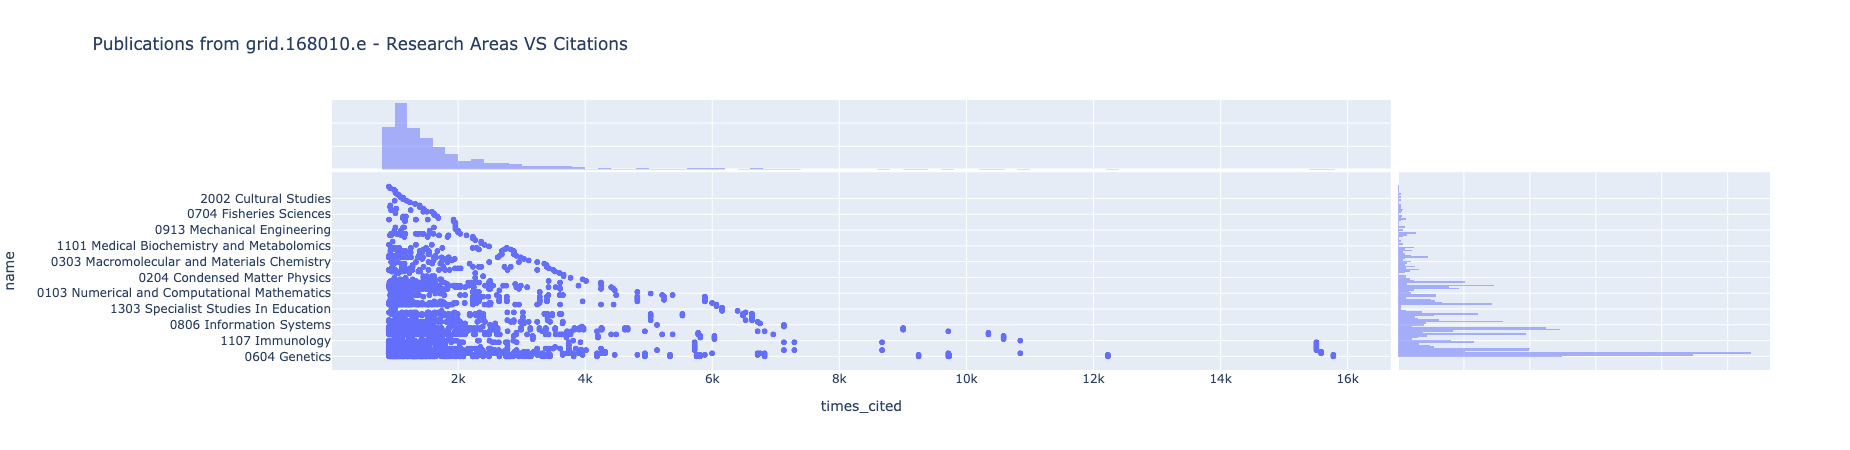 Publications from grid.168010.e - Research Areas VS Citations
name
2002 Cultural Studies
0704 Fisheries Sciences
0913 Mechanical Engineering
1101 Medical Biochemistry and Metabolomics
0303 Macromolecular and Materials Chemistry
0204 Condensed Matter Physics
0103 Numerical and Computational Mathematics
1303 Specialist Studies In Education
0806 Information Systems
1107 Immunology
0604 Genetics
2k 4k 6k 8k 10k 12k 14k 16k
times_cited